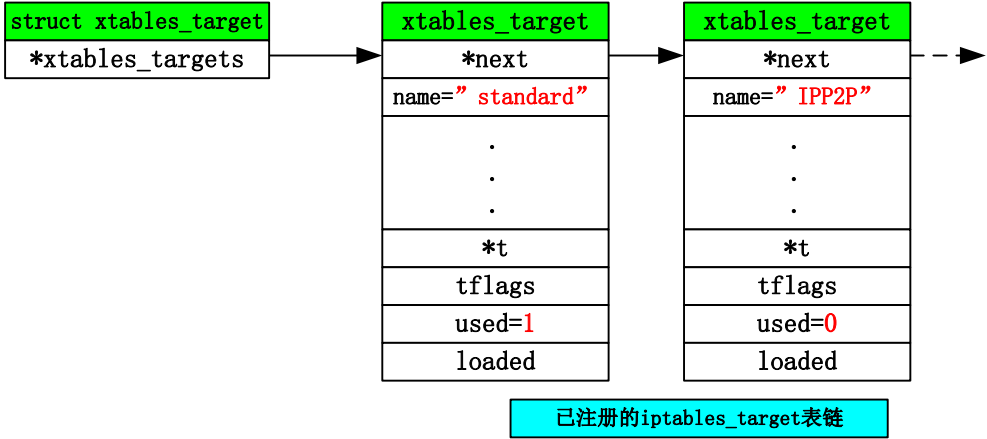 struct xtables_target
*xtables_targets
xtables_target
*next
name=” standard”
.
.
.
*t
tflags
used=1
loaded
xtables_target
*next
name=” IPP2P”
.
.
.
*t
tflags
used=0
loaded
已注册的iptables_target表链